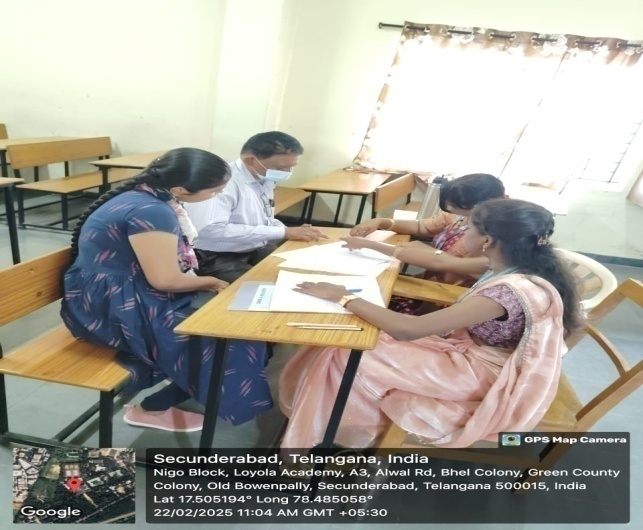 GPS Map Camera
Secunderabad, Telangana, India
Nigo Block, Loyola Academy, A3, Alwal Rd, Bhel Colony, Green County
Colony, Old Bowenpally, Secunderabad, Telangana 500015, India
Lat 17.505194° Long 78.485058°
22/02/2025 11:04 AM GMT +05:30
Google